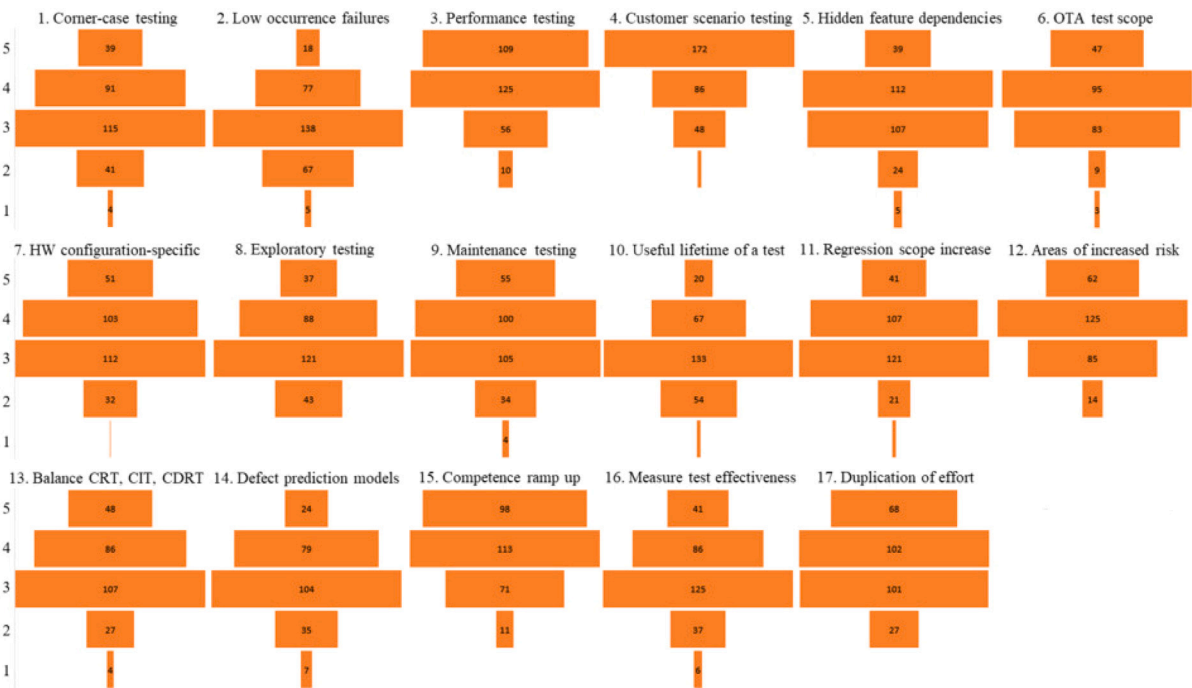 1. Corner-case testing 2. Low occurrence failures 3. Performance testing 4. Customer scenario testing 5. Hidden feature dependencies 6. OTA test scope
5 39 18 109 172 39 47
4 91 77 125 86 112 95
3 115 138 56 48 107 83
2 41 67 10 24 9
1 4 5 5 3
7. HW configuration-specific 8. Exploratory testing 9. Maintenance testing 10. Useful lifetime of a test 11. Regression scope increase 12. Areas of increased risk
5 51 37 55 20 41 62
4 103 88 100 67 107 125
3 112 121 105 133 121 85
2 32 43 34 54 21 14
1 4
13. Balance CRT, CIT, CDRT 14. Defect prediction models 15. Competence ramp up 16. Measure test effectiveness 17. Duplication of effort
5 48 24 98 41 68
4 86 79 113 86 102
3 107 104 71 125 101
2 27 35 11 37 27
1 4 7 6